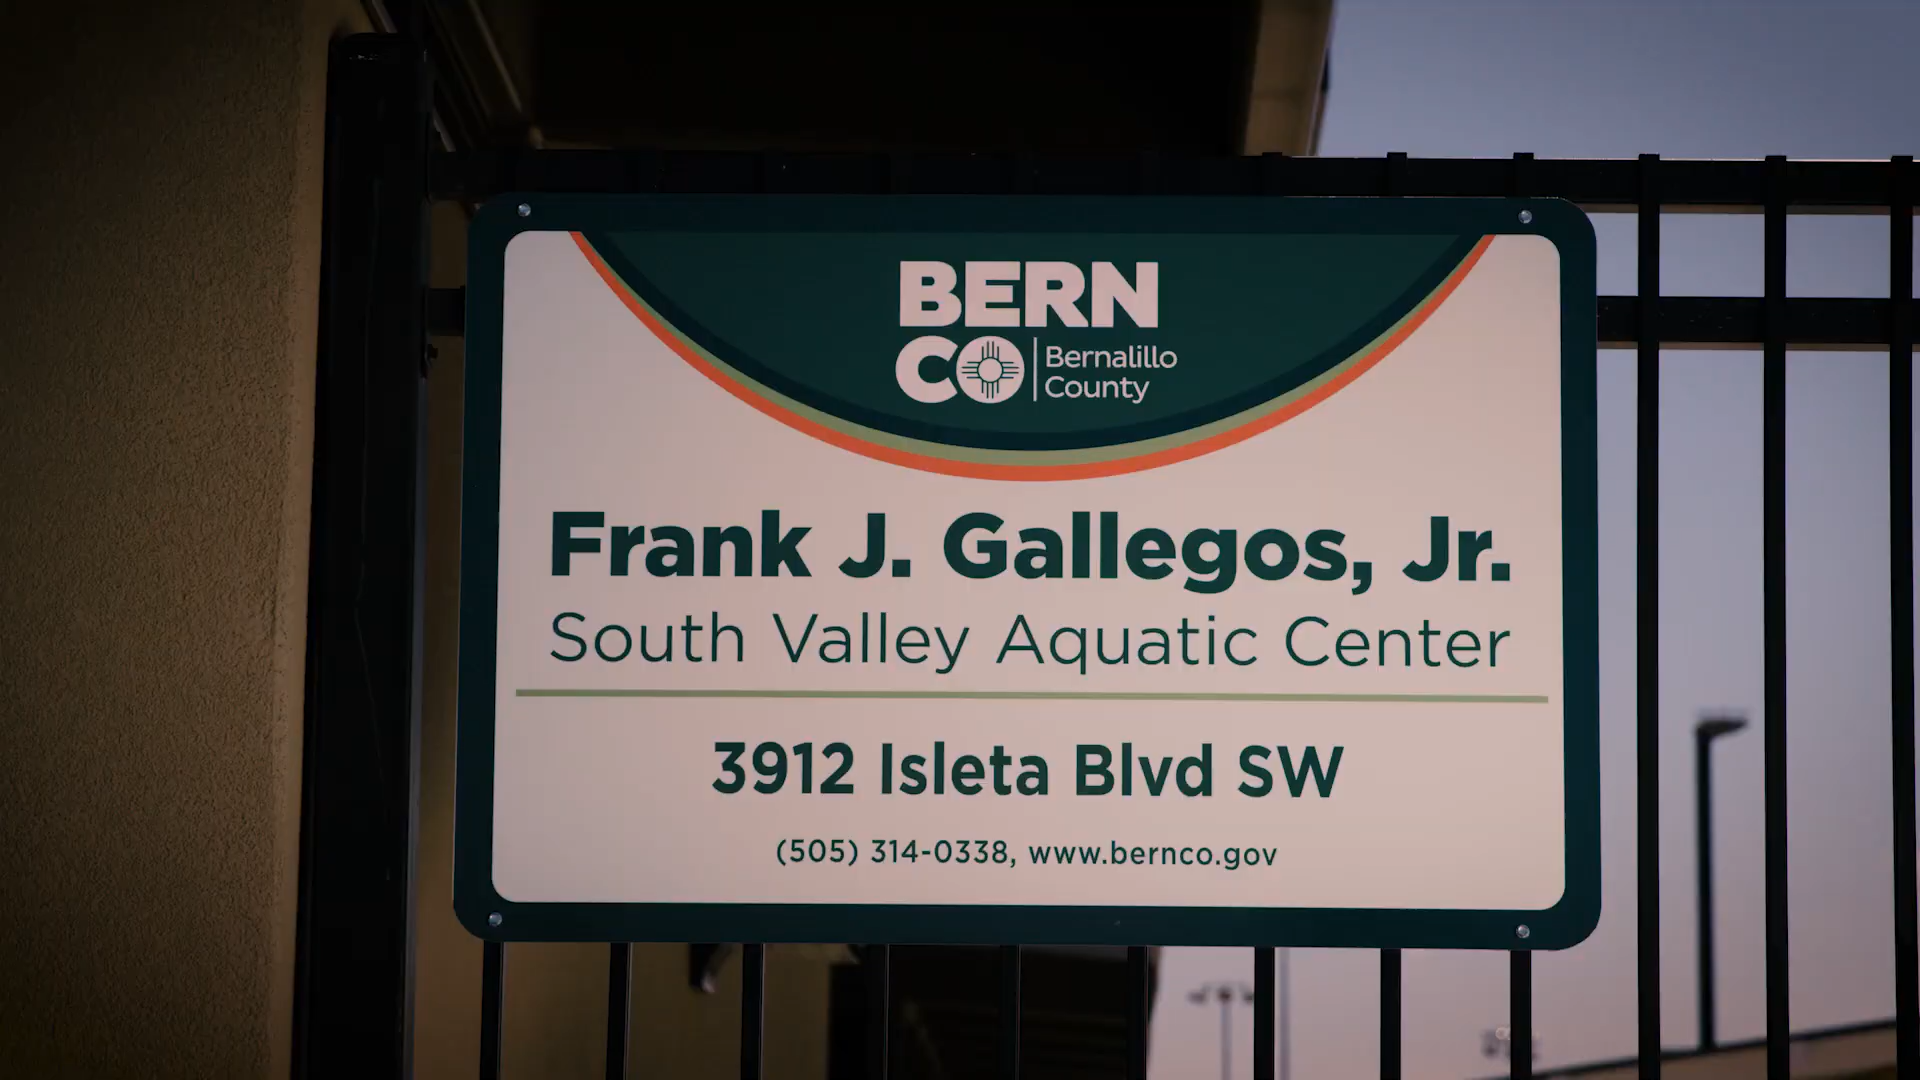 BERN
CO
Bernalillo
County
Frank J. Gallegos, Jr.
South Valley Aquatic Center
3912 Isleta Blvd SW
(505) 314-0338, www.bernco.gov